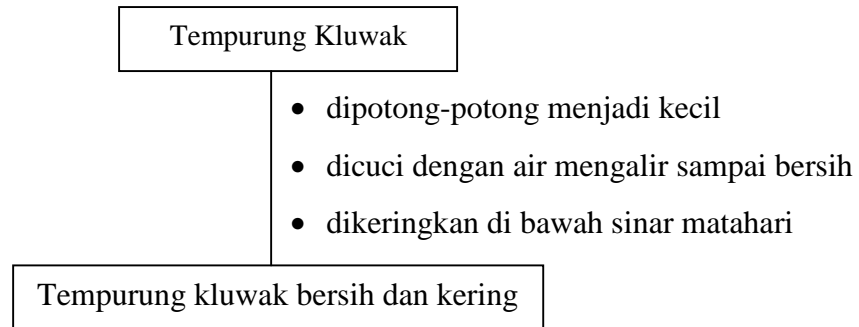 Tempurung Kluwak
• dipotong-potong menjadi kecil
• dicuci dengan air mengalir sampai bersih
• dikeringkan di bawah sinar matahari
Tempurung kluwak bersih dan kering